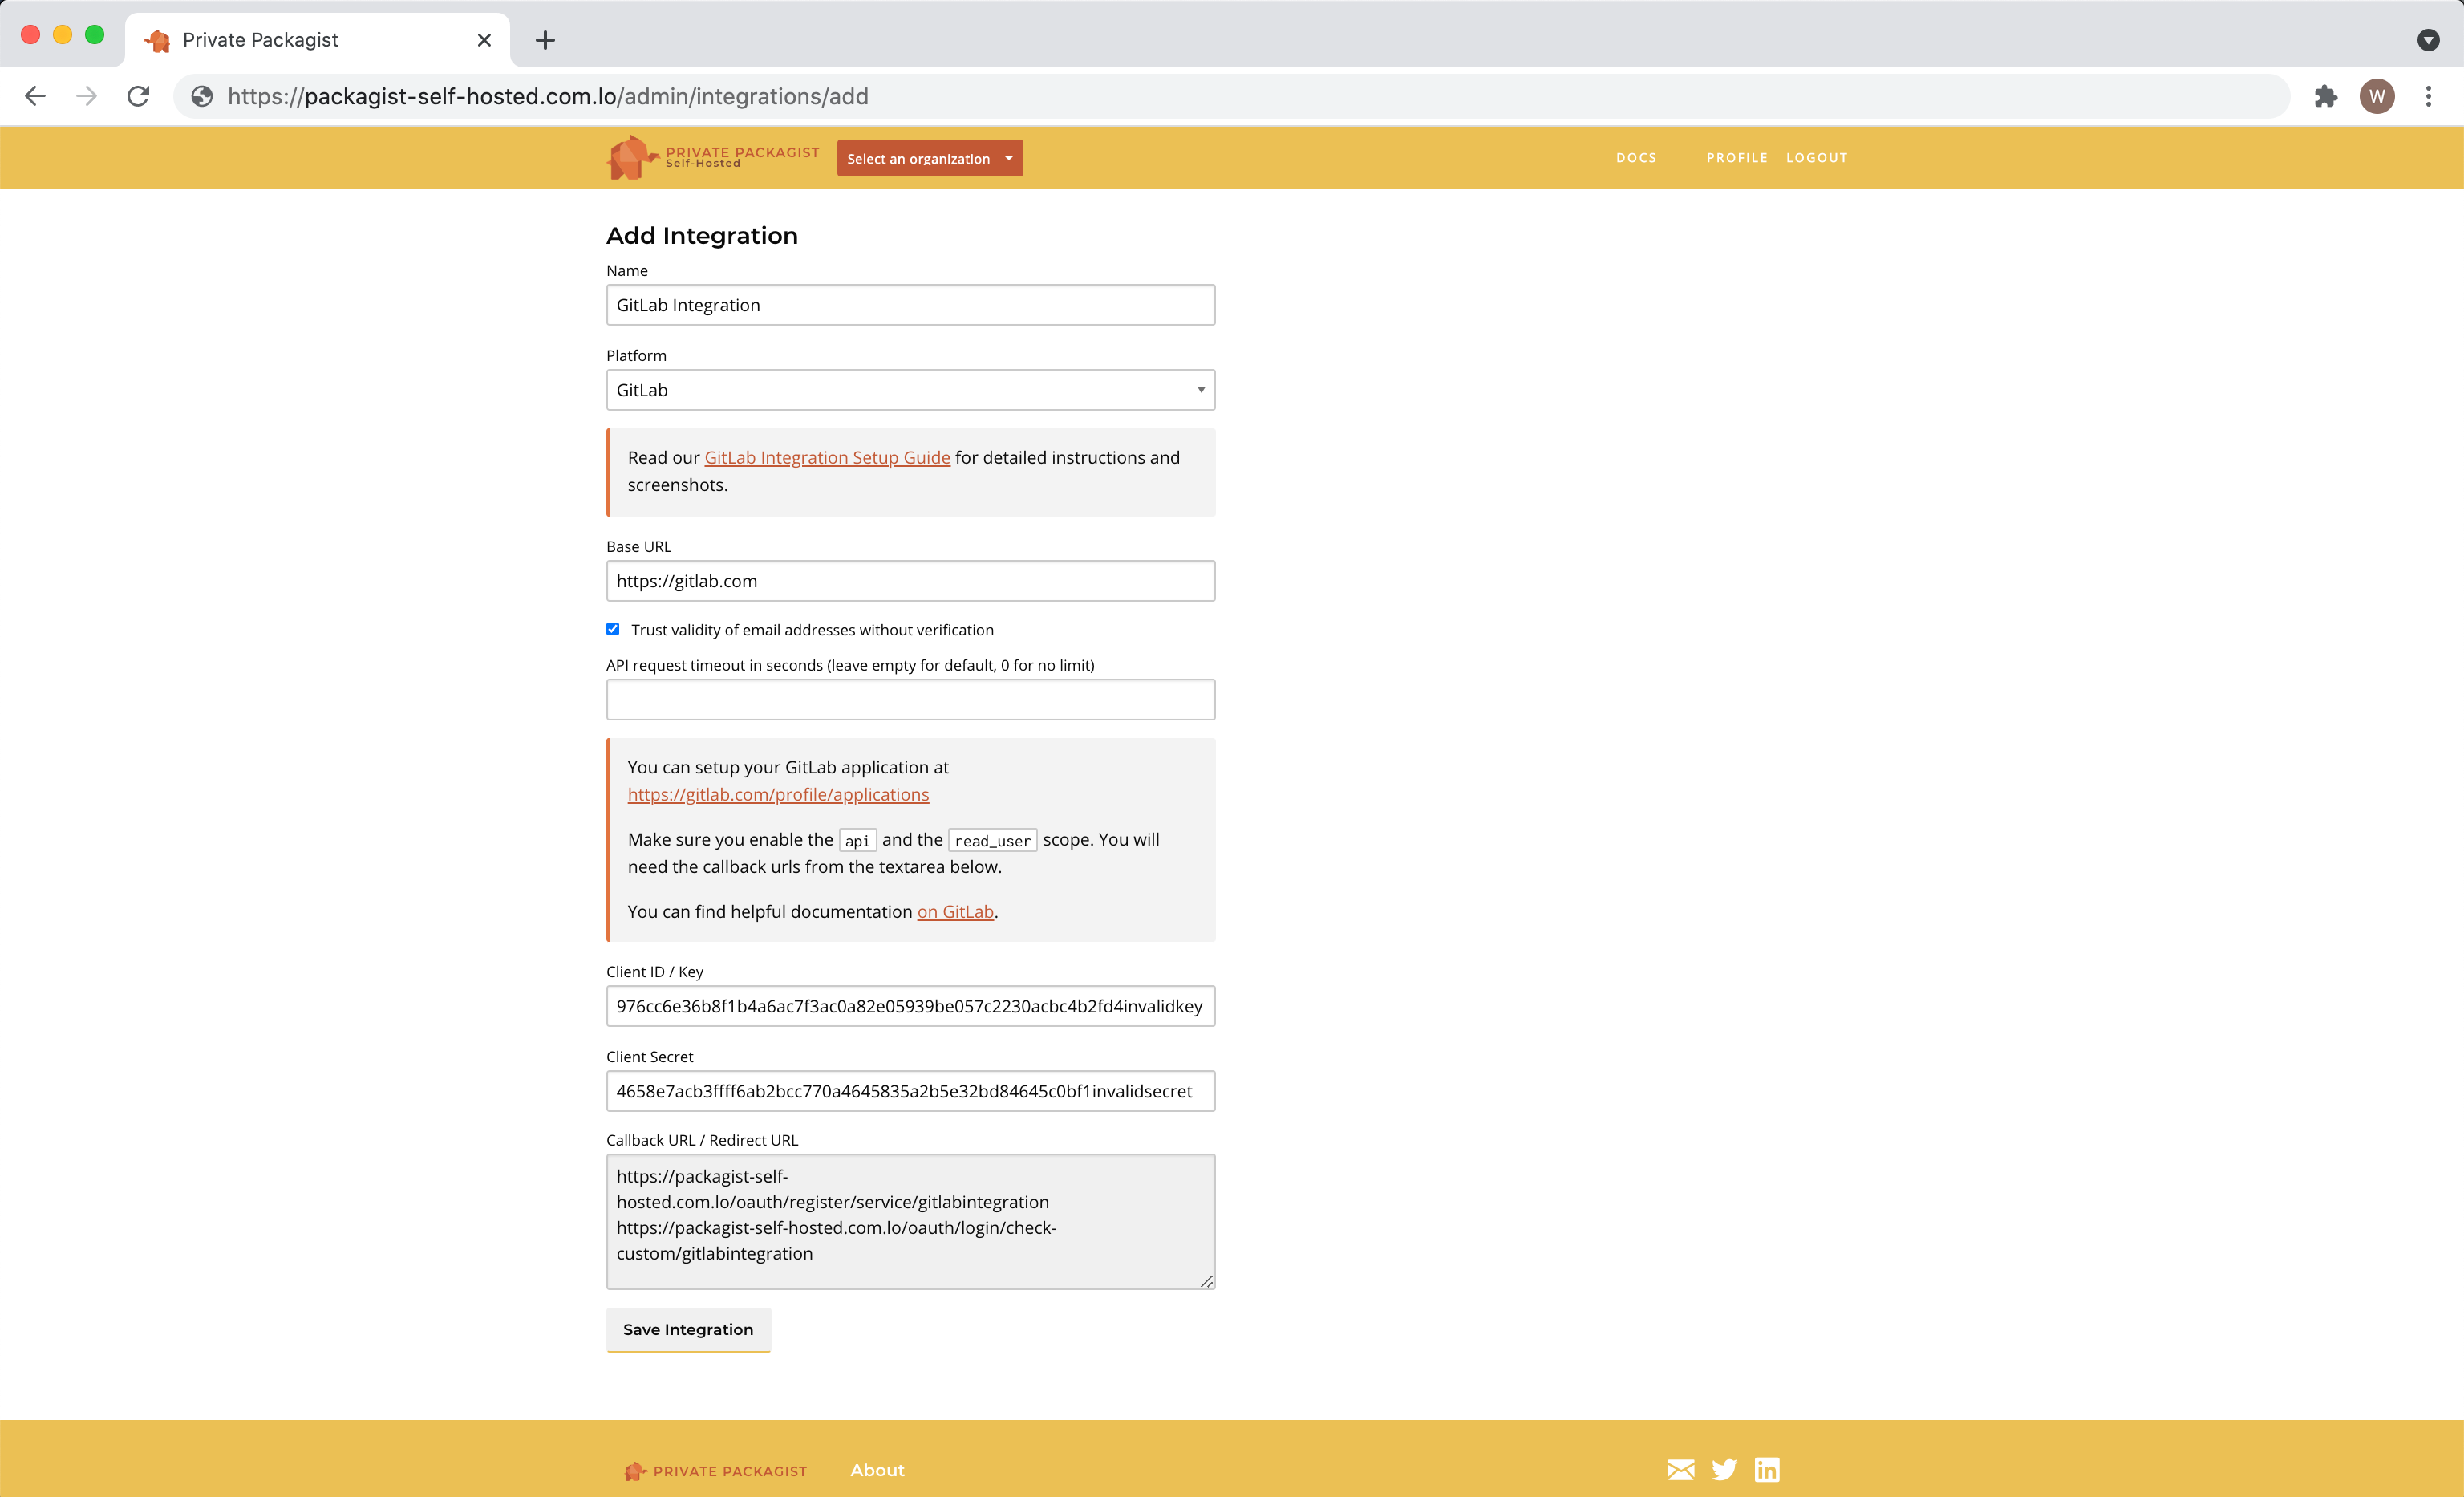 Private Packagist
https://packagist-self-hosted.com.lo/admin/integrations/add
W
PRIVATE PACKAGIST
Self-Hosted
Select an organization
DOCS
PROFILE
LOGOUT
Add Integration
Name
GitLab Integration
Platform
GitLab
Read our GitLab Integration Setup Guide for detailed instructions and
screenshots.
Base URL
https://gitlab.com
Trust validity of email addresses without verification
API request timeout in seconds (leave empty for default, 0 for no limit)
You can setup your GitLab application at
https://gitlab.com/profile/applications
Make sure you enable the api and the read_user scope. You will
need the callback urls from the textarea below.
You can find helpful documentation on GitLab.
Client ID / Key
976cc6e36b8f1b4a6ac7f3ac0a82e05939be057c2230acbc4b2fd4invalidkey
Client Secret
4658e7acb3ffff6ab2bcc770a4645835a2b5e32bd84645c0bf1invalidsecret
Callback URL / Redirect URL
https://packagist-self-
hosted.com.lo/oauth/register/service/gitlabintegration
https://packagist-self-hosted.com.lo/oauth/login/check-
custom/gitlabintegration
Save Integration
PRIVATE PACKAGIST
About